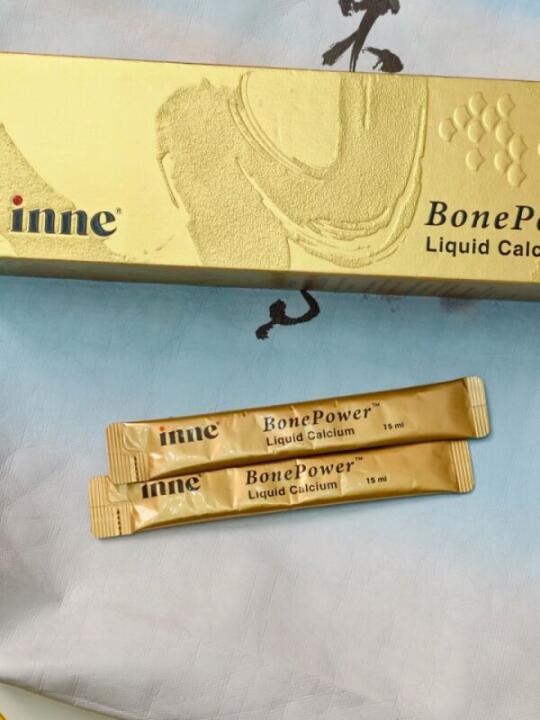 inne®
BonePo
Liquid Calc
inne®
BonePower™
Liquid Calcium
15 ml
inne
BonePower™
Liquid Calcium
15 ml